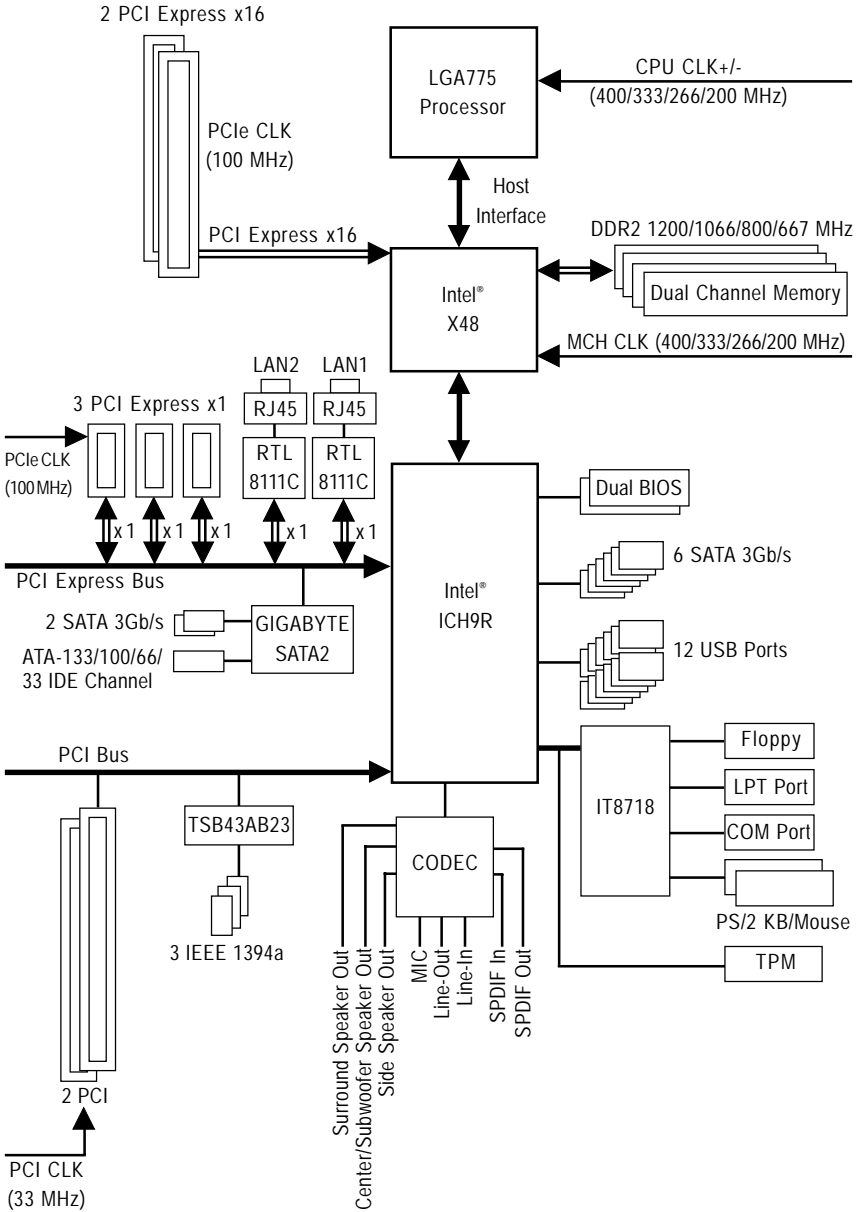 2 PCI Express x16
LGA775
Processor
CPU CLK+/-
(400/333/266/200 MHz)
PCIe CLK
(100 MHz)
Host
Interface
PCI Express x16
DDR2 1200/1066/800/667 MHz
Intel®
X48
Dual Channel Memory
MCH CLK (400/333/266/200 MHz)
LAN2
LAN1
3 PCI Express x1
RJ45
RJ45
PCIe CLK
(100 MHz)
RTL
8111C
RTL
8111C
Dual BIOS
x1
x1
x1
x1
x1
PCI Express Bus
6 SATA 3Gb/s
Intel®
ICH9R
2 SATA 3Gb/s
GIGABYTE
SATA2
ATA-133/100/66/
33 IDE Channel
12 USB Ports
PCI Bus
Floppy
LPT Port
IT8718
COM Port
TSB43AB23
CODEC
PS/2 KB/Mouse
3 IEEE 1394a
TPM
Surround Speaker Out
Center/Subwoofer Speaker Out
Side Speaker Out
MIC
Line-Out
Line-In
SPDIF In
SPDIF Out
2 PCI
PCI CLK
(33 MHz)